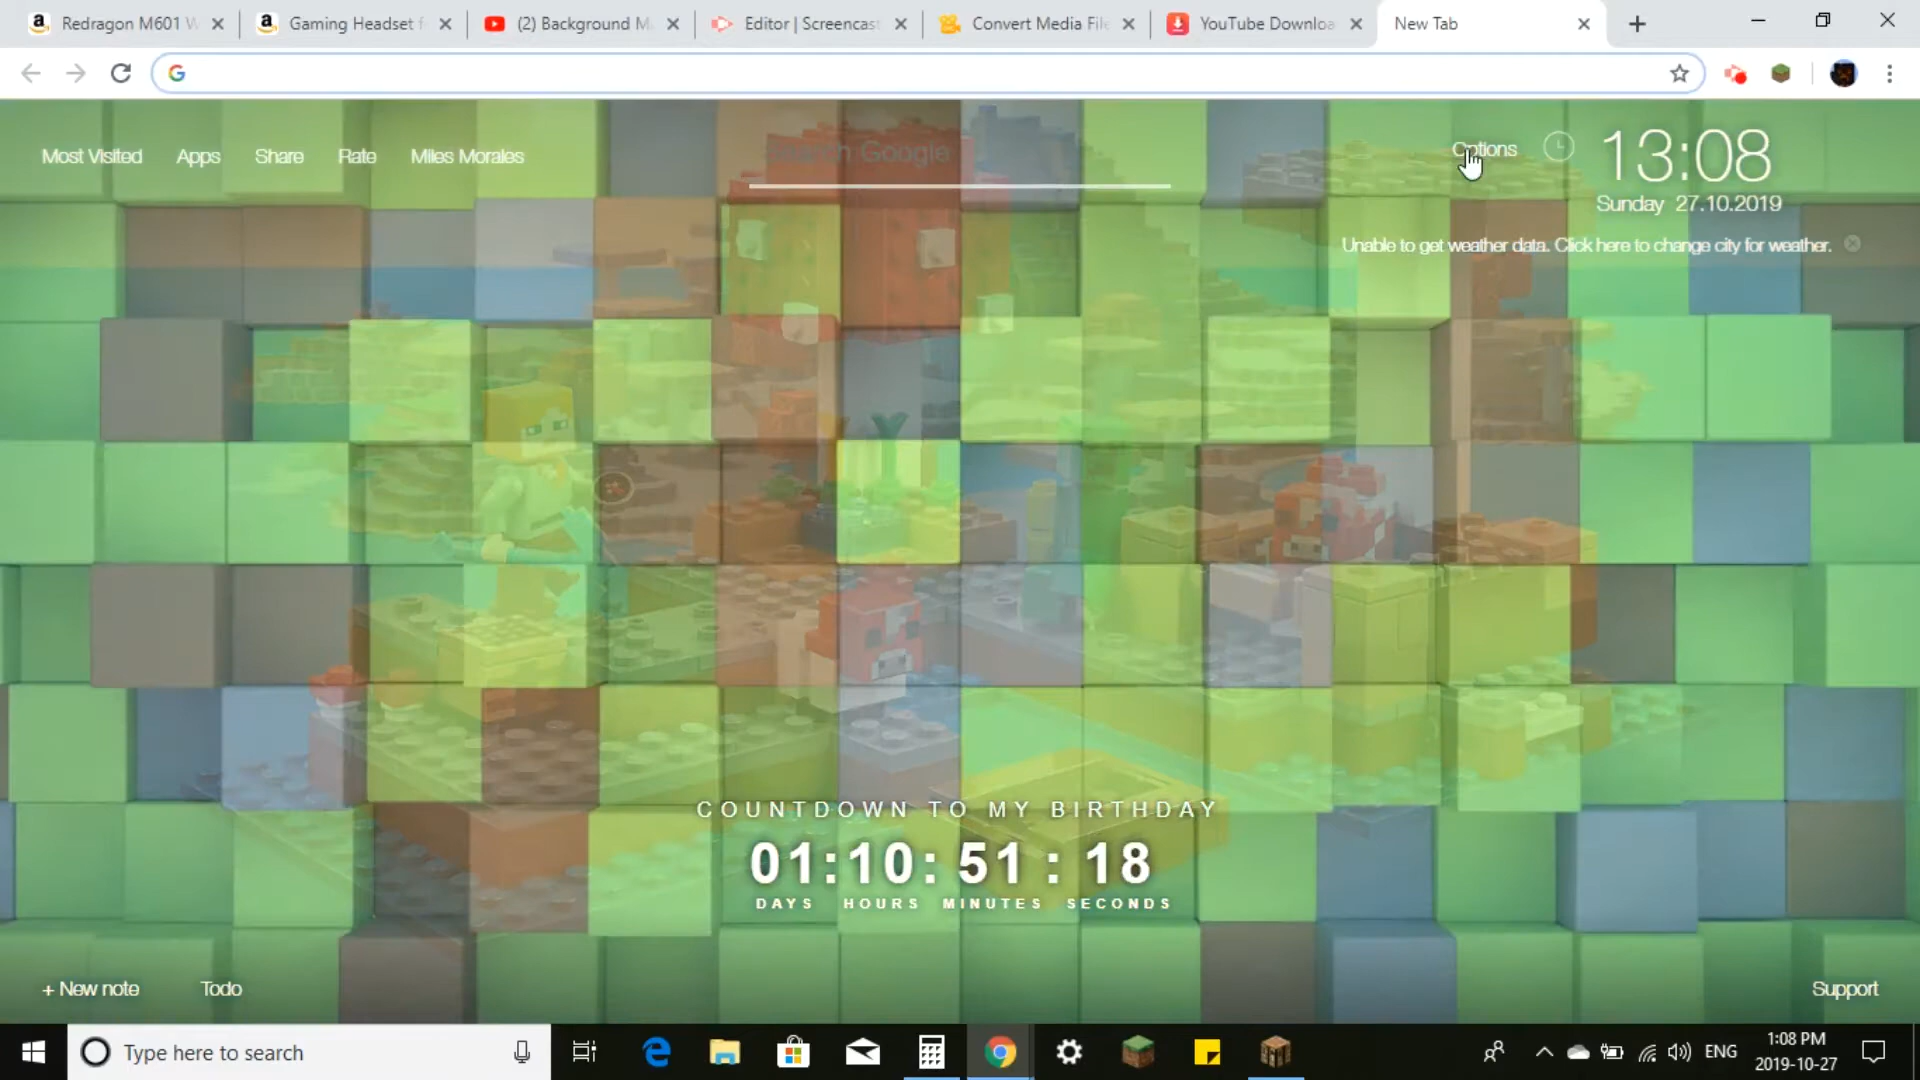 Redragon M601 W
Gaming Headset f
(2) Background M
Editor | Screencast
Convert Media File
YouTube Downloa
New Tab
Most Visited Apps Share Rate Miles Morales
Search Google
Options
13:08
Sunday 27.10.2019
Unable to get weather data. Click here to change city for weather.
COUNTDOWN TO MY BIRTHDAY
01:10:51:18
DAYS HOURS MINUTES SECONDS
+ New note Todo
Support
Type here to search
ENG
1:08 PM
2019-10-27